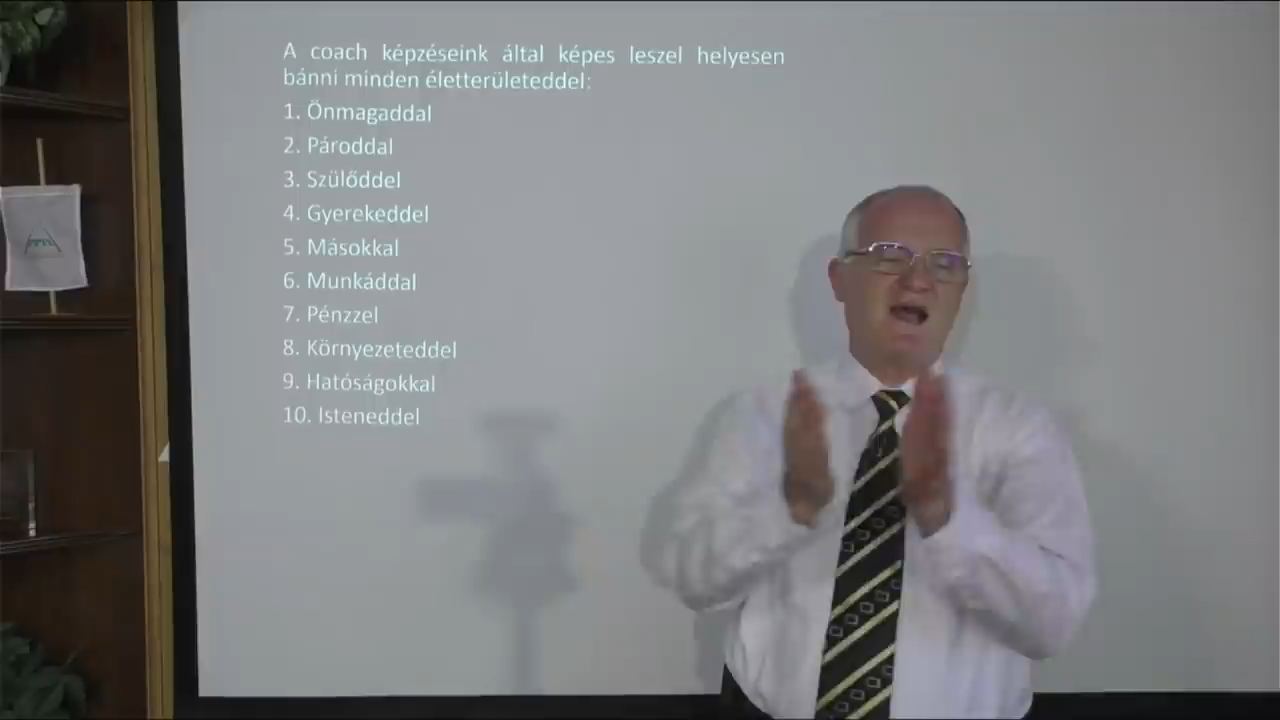 A coach képzéseink által képes leszel helyesen
bánni minden életterületeddel:
1. Önmagaddal
2. Pároddal
3. Szülőddel
4. Gyerekeddel
5. Másokkal
6. Munkáddal
7. Pénzzel
8. Környezeteddel
9. Hatóságokkal
10. Isteneddel